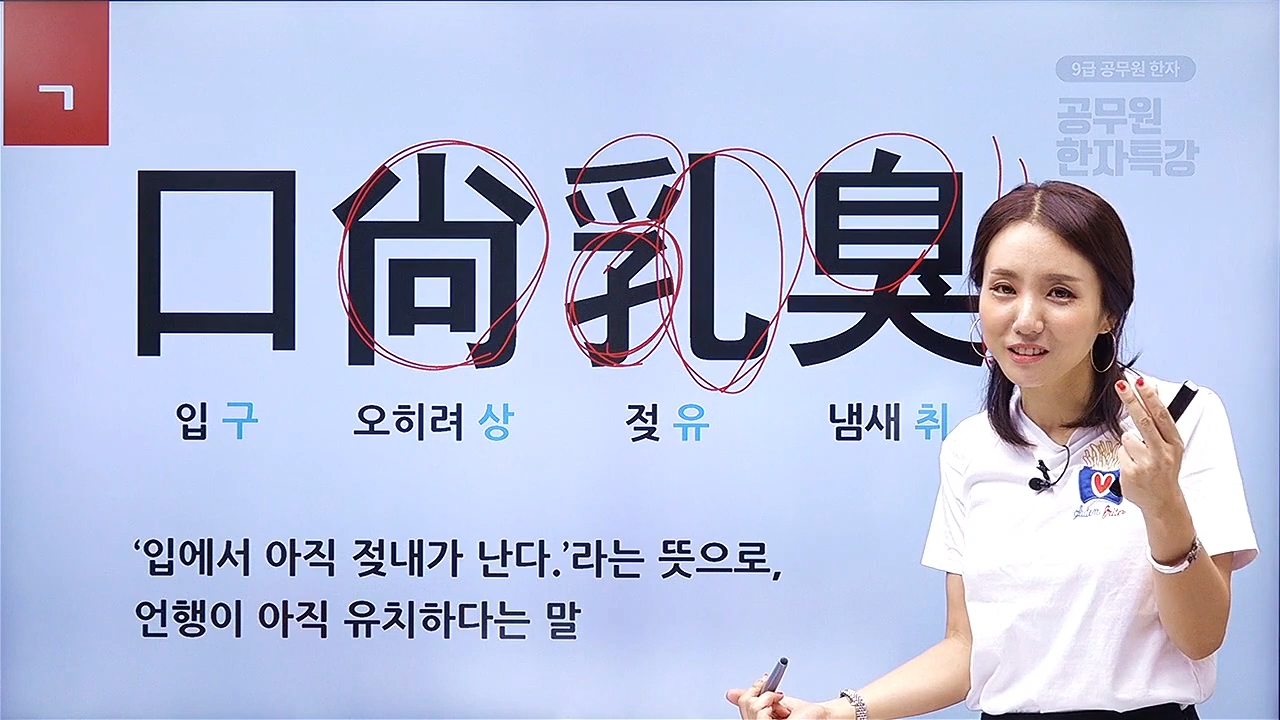 ㄱ
9급 공무원 한자
공무원
한자특강
口尚乳臭
입 구 오히려 상 젖 유 냄새 취
‘입에서 아직 젖내가 난다.’라는 뜻으로,
언행이 아직 유치하다는 말